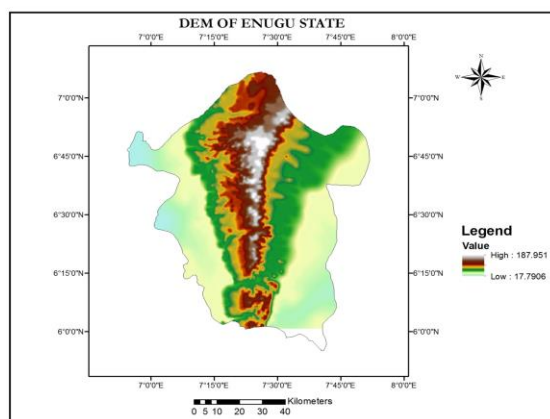 DEM OF ENUGU STATE
7°0'0"E 7°15'0"E 7°30'0"E 7°45'0"E 8°0'0"E
N
W E
S
7°0'0"N 7°0'0"N
6°45'0"N 6°45'0"N
6°30'0"N 6°30'0"N
Legend
Value
High : 187.951
Low : 17.7906
6°15'0"N 6°15'0"N
6°0'0"N 6°0'0"N
7°0'0"E 7°15'0"E 7°30'0"E 7°45'0"E 8°0'0"E
Kilometers
0 5 10 20 30 40